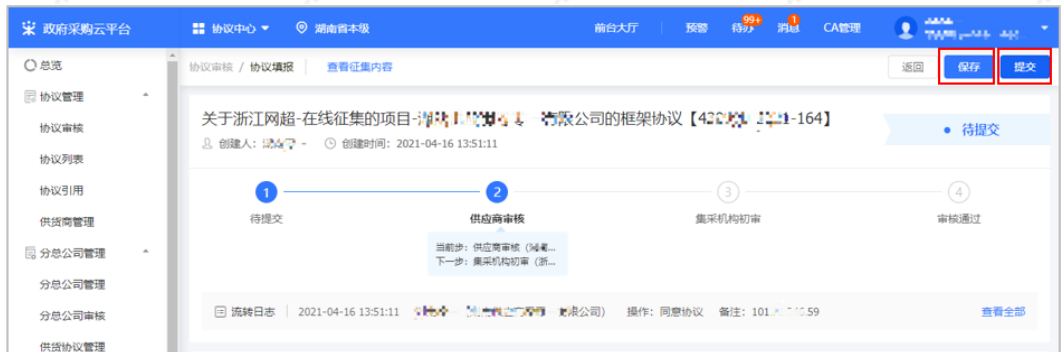 政府采购云平台 协议中心 湖南省本级 前台大厅 预警 待办 99+ 消息 1 CA管理
总览
协议审核 / 协议填报 查看征集内容 返回 保存 提交
协议管理
关于浙江网超-在线征集的项目- 有限公司的框架协议【42 -164】
待提交
协议审核
创建人: 创建时间: 2021-04-16 13:51:11
协议列表
协议引用
1 2 3 4
供货商管理
待提交 供应商审核 集采机构初审 审核通过
分总公司管理
当前步: 供应商审核 (
下一步: 集采机构初审 (浙...
分总公司管理
分总公司审核
流转日志 2021-04-16 13:51:11 限公司) 操作: 同意协议 备注: 101. .59 查看全部
供货协议管理